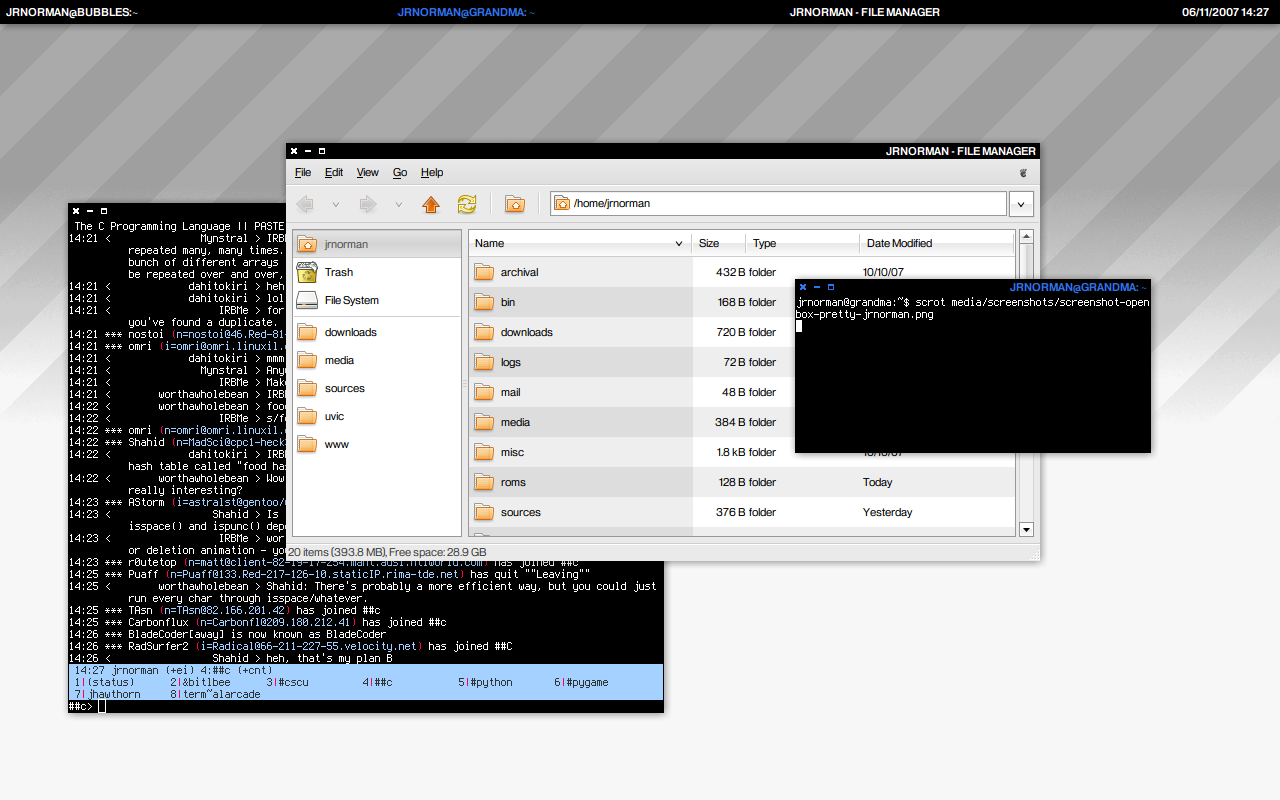 JRNORMAN@BUBBLES:~
JRNORMAN@GRANDMA: ~
JRNORMAN - FILE MANAGER
06/11/2007 14:27
JRNORMAN - FILE MANAGER
File Edit View Go Help
/home/jrnorman
jrnorman
Trash
File System
downloads
media
sources
uvic
www
Name Size Type Date Modified
archival 432 B folder 10/10/07
bin 168 B folder
downloads 720 B folder
logs 72 B folder
mail 48 B folder
media 384 B folder
misc 1.8 kB folder 10/10/07
roms 128 B folder Today
sources 376 B folder Yesterday
20 items (393.8 MB), Free space: 28.9 GB
JRNORMAN@GRANDMA: ~
jrnorman@grandma:~$ scrot media/screenshots/screenshot-open
box-pretty-jrnorman.png
The C Programming Language || PASTE
14:21 < Mynstral > IRB
repeated many, many times.
bunch of different arrays
be repeated over and over,
14:21 < dahitokiri > heh
14:21 < dahitokiri > lol
14:21 < IRBMe > for
you've found a duplicate.
14:21 *** nostoi (n=nostoi@46.Red-81-
14:21 *** omri (i=omri@omri.linuxil.
14:21 < dahitokiri > mmm
14:21 < Mynstral > Any
14:21 < IRBMe > Mak
14:21 < worthawholebean > IRB
14:22 < worthawholebean > foo
14:22 < IRBMe > s/f
14:22 *** omri (n=omri@omri.linuxil.
14:22 *** Shahid (n=MadSci@cpc1-heck
14:22 < dahitokiri > IRB
hash table called "food ha
14:22 < worthawholebean > Wow
really interesting?
14:23 *** AStorm (i=astralst@gentoo/
14:23 < Shahid > Is
isspace() and ispunc() dep
14:23 < IRBMe > wor
or deletion animation - yo
14:23 *** r0utetop (n=matt@client-82-19-17-254.mant.adsl.ntlworld.com) has joined ##c
14:25 *** Puaff (n=Puaff@133.Red-217-126-10.staticIP.rima-tde.net) has quit ""Leaving""
14:25 < worthawholebean > Shahid: There's probably a more efficient way, but you could just
run every char through isspace/whatever.
14:25 *** TAsn (n=TAsn@82.166.201.42) has joined ##c
14:25 *** Carbonflux (n=Carbonfl@209.180.212.41) has joined ##c
14:26 *** BladeCoder[away] is now known as BladeCoder
14:26 *** RadSurfer2 (i=Radical@66-211-227-55.velocity.net) has joined ##C
14:26 < Shahid > heh, that's my plan B
14:27 jrnorman (+ei) 4:##c (+cnt)
1|(status) 2|&bitlbee 3|#cscu 4|##c 5|#python 6|#pygame
7|jhawthorn 8|term~alarcade
##c>